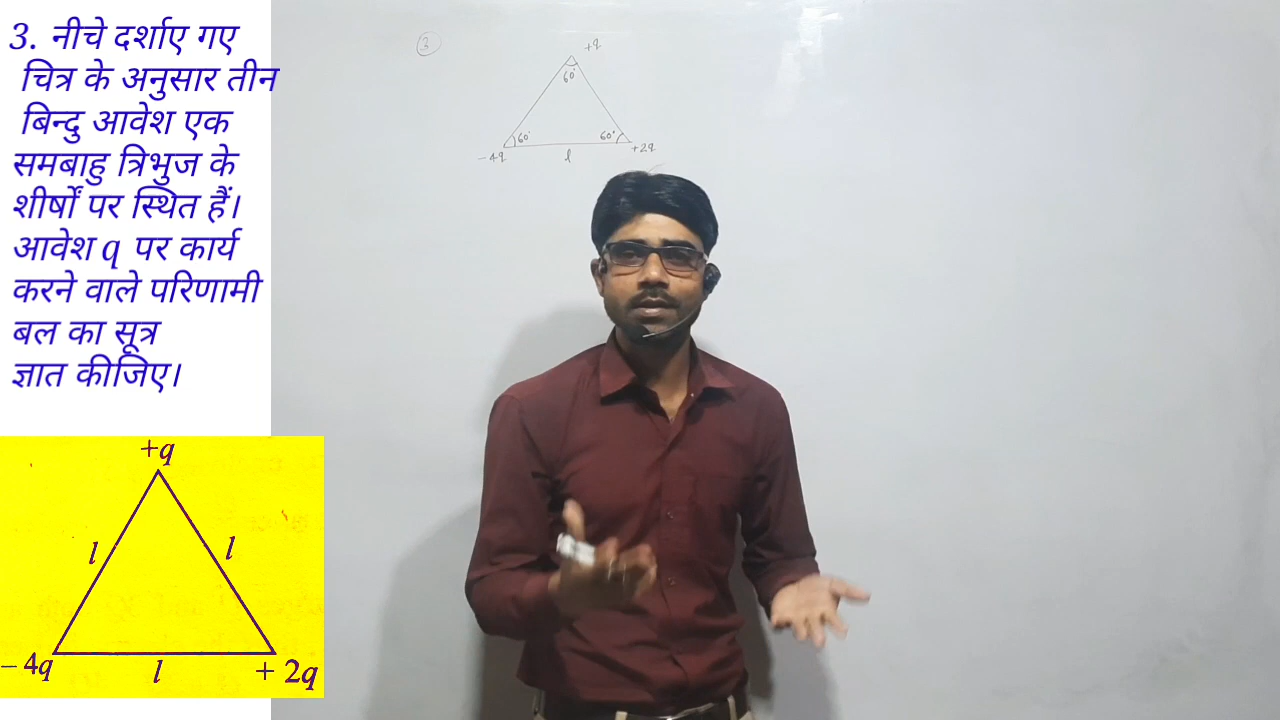 3. नीचे दर्शाए गए
चित्र के अनुसार तीन
बिन्दु आवेश एक
समबाहु त्रिभुज के
शीर्षों पर स्थित हैं।
आवेश q पर कार्य
करने वाले परिणामी
बल का सूत्र
ज्ञात कीजिए।
+q
l l
– 4q l + 2q
3
+q
60°
60° 60°
-4q l +2q